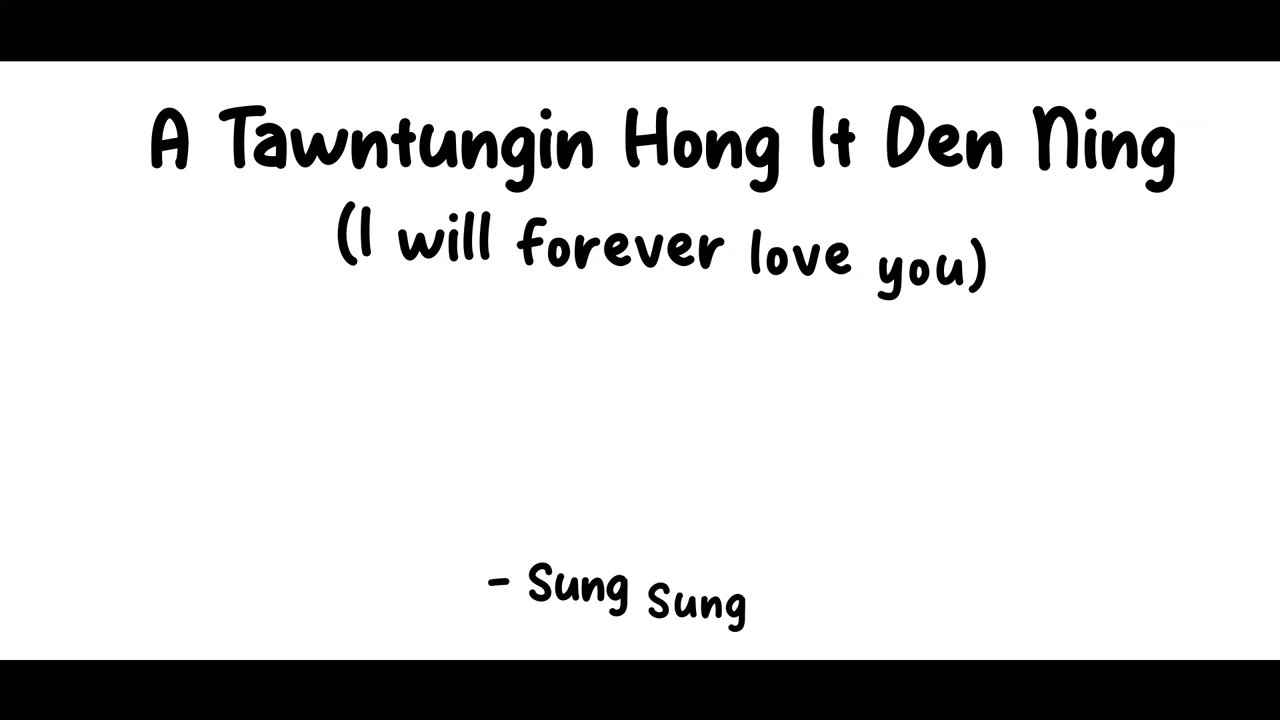 A Tawntungin Hong It Den Ning
(I will forever love you)
- Sung Sung